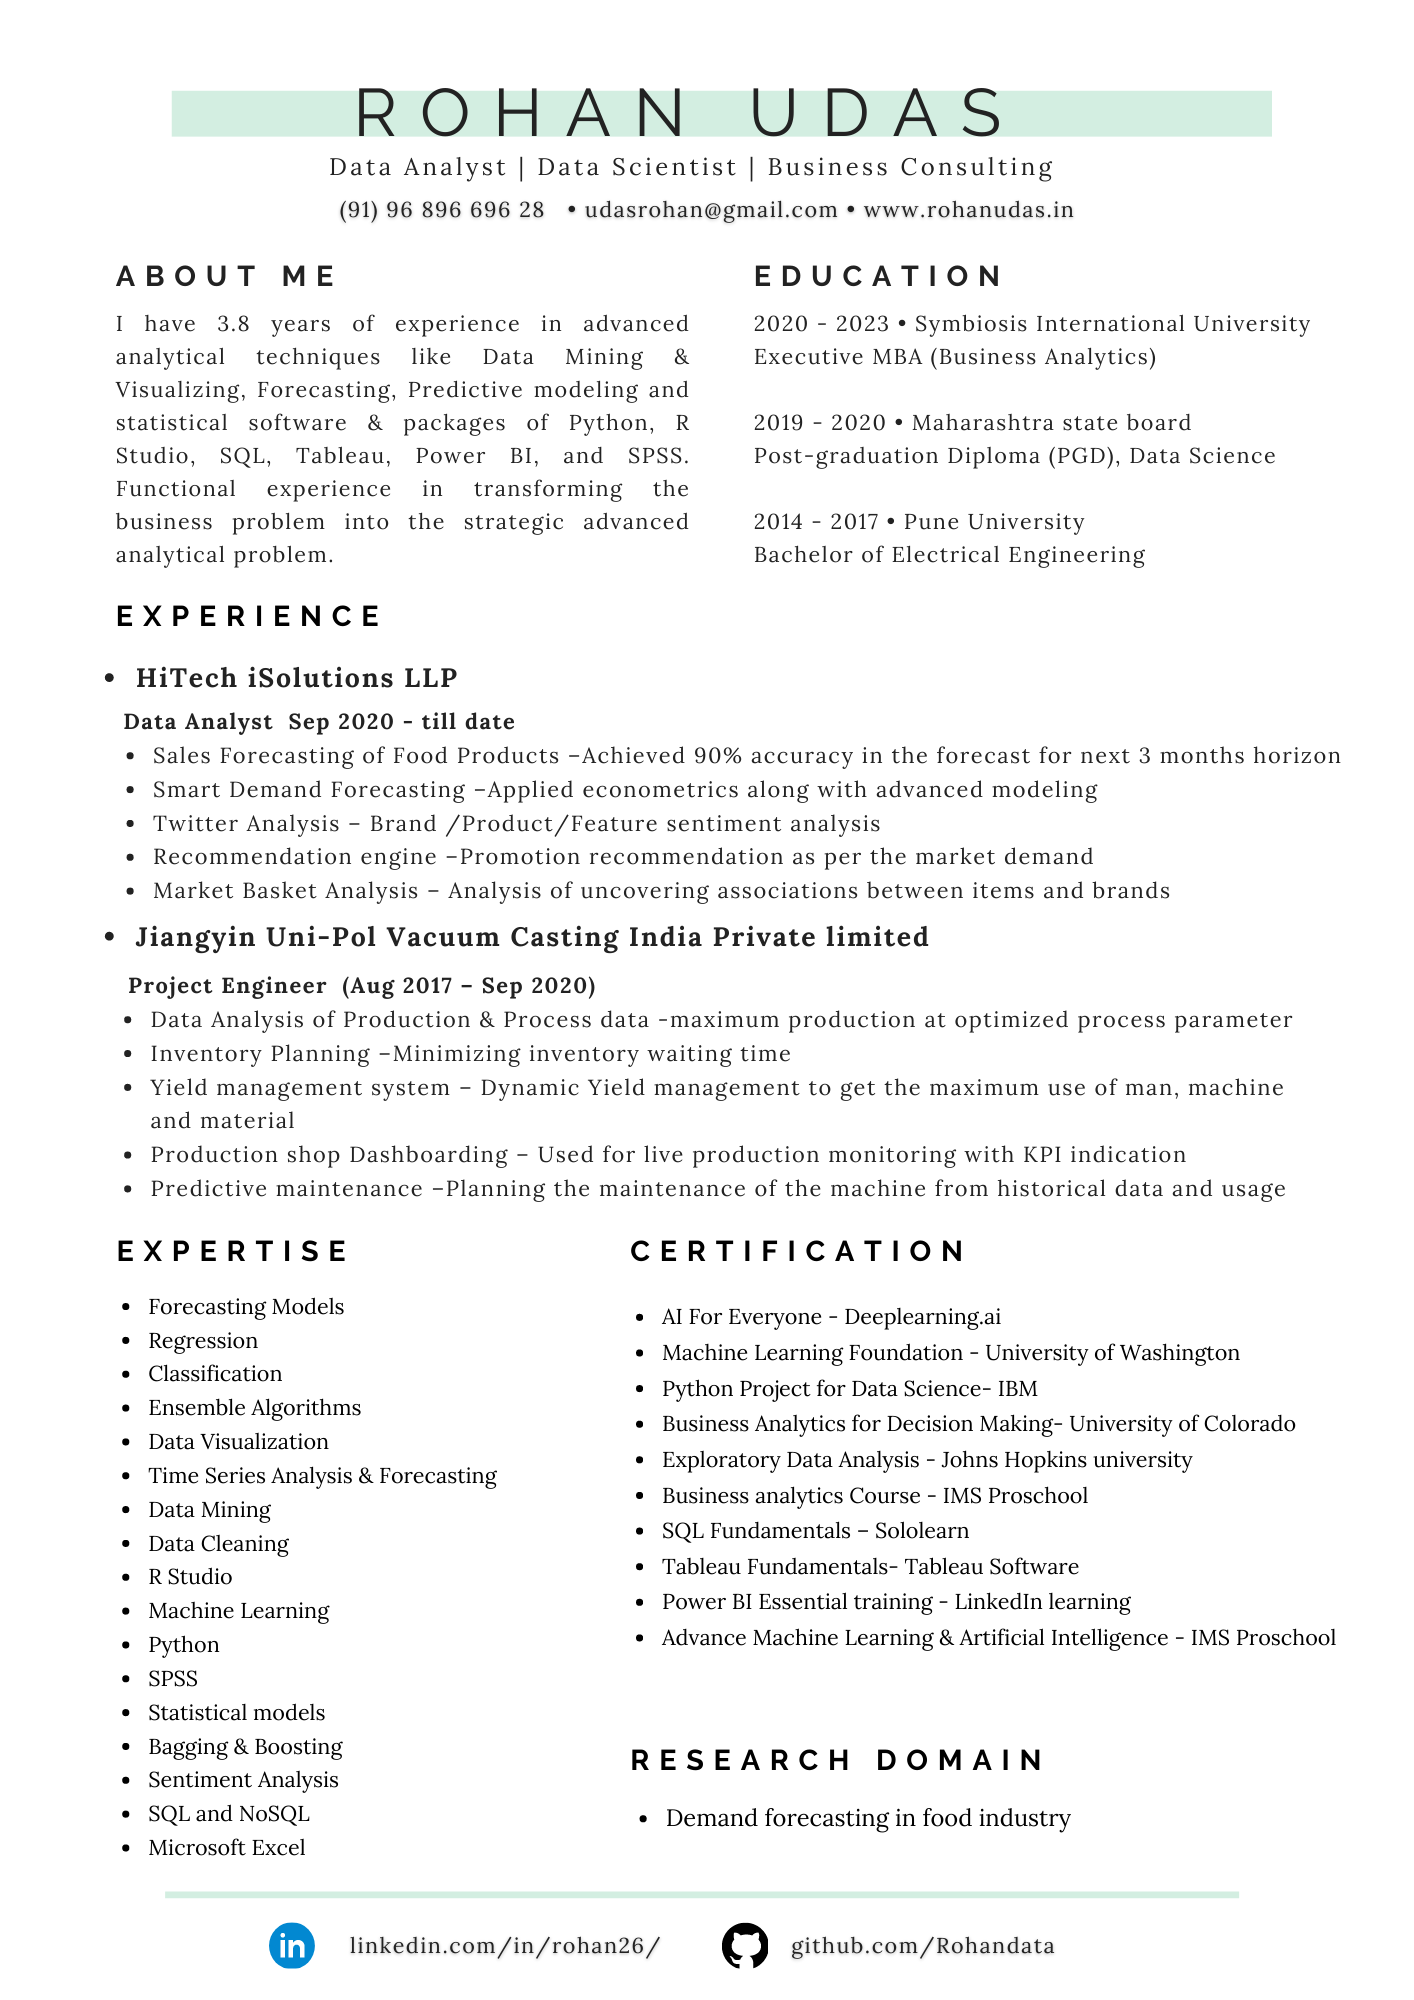 ROHAN UDAS
Data Analyst | Data Scientist | Business Consulting
(91) 96 896 696 28 • udasrohan@gmail.com • www.rohanudas.in
ABOUT ME
I have 3.8 years of experience in advanced
analytical techniques like Data Mining &
Visualizing, Forecasting, Predictive modeling and
statistical software & packages of Python, R
Studio, SQL, Tableau, Power BI, and SPSS.
Functional experience in transforming the
business problem into the strategic advanced
analytical problem.
EDUCATION
2020 - 2023 • Symbiosis International University
Executive MBA (Business Analytics)
2019 - 2020 • Maharashtra state board
Post-graduation Diploma (PGD), Data Science
2014 - 2017 • Pune University
Bachelor of Electrical Engineering
EXPERIENCE
• HiTech iSolutions LLP
Data Analyst Sep 2020 - till date
• Sales Forecasting of Food Products –Achieved 90% accuracy in the forecast for next 3 months horizon
• Smart Demand Forecasting –Applied econometrics along with advanced modeling
• Twitter Analysis – Brand /Product/Feature sentiment analysis
• Recommendation engine –Promotion recommendation as per the market demand
• Market Basket Analysis – Analysis of uncovering associations between items and brands
• Jiangyin Uni-Pol Vacuum Casting India Private limited
Project Engineer (Aug 2017 – Sep 2020)
• Data Analysis of Production & Process data -maximum production at optimized process parameter
• Inventory Planning –Minimizing inventory waiting time
• Yield management system – Dynamic Yield management to get the maximum use of man, machine
and material
• Production shop Dashboarding – Used for live production monitoring with KPI indication
• Predictive maintenance –Planning the maintenance of the machine from historical data and usage
EXPERTISE
• Forecasting Models
• Regression
• Classification
• Ensemble Algorithms
• Data Visualization
• Time Series Analysis & Forecasting
• Data Mining
• Data Cleaning
• R Studio
• Machine Learning
• Python
• SPSS
• Statistical models
• Bagging & Boosting
• Sentiment Analysis
• SQL and NoSQL
• Microsoft Excel
CERTIFICATION
• AI For Everyone - Deeplearning.ai
• Machine Learning Foundation - University of Washington
• Python Project for Data Science- IBM
• Business Analytics for Decision Making- University of Colorado
• Exploratory Data Analysis - Johns Hopkins university
• Business analytics Course - IMS Proschool
• SQL Fundamentals – Sololearn
• Tableau Fundamentals- Tableau Software
• Power BI Essential training - LinkedIn learning
• Advance Machine Learning & Artificial Intelligence - IMS Proschool
RESEARCH DOMAIN
• Demand forecasting in food industry
in linkedin.com/in/rohan26/
github.com/Rohandata